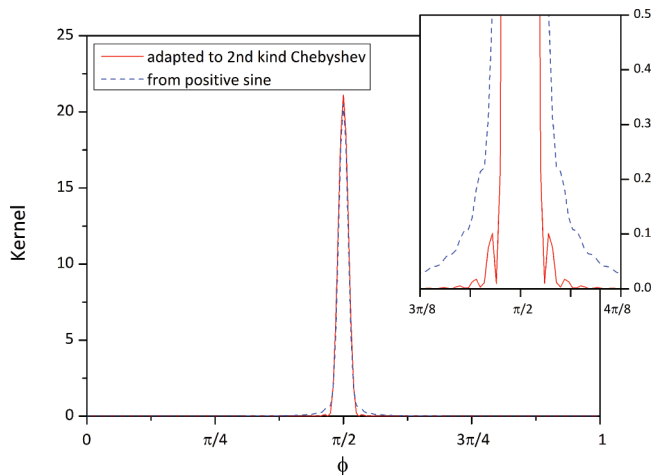 25
20
15
10
5
0
Kernel
adapted to 2nd kind Chebyshev
from positive sine
0.5
0.4
0.3
0.2
0.1
0.0
3π/8 π/2 4π/8
0 π/4 π/2 3π/4 1
ϕ